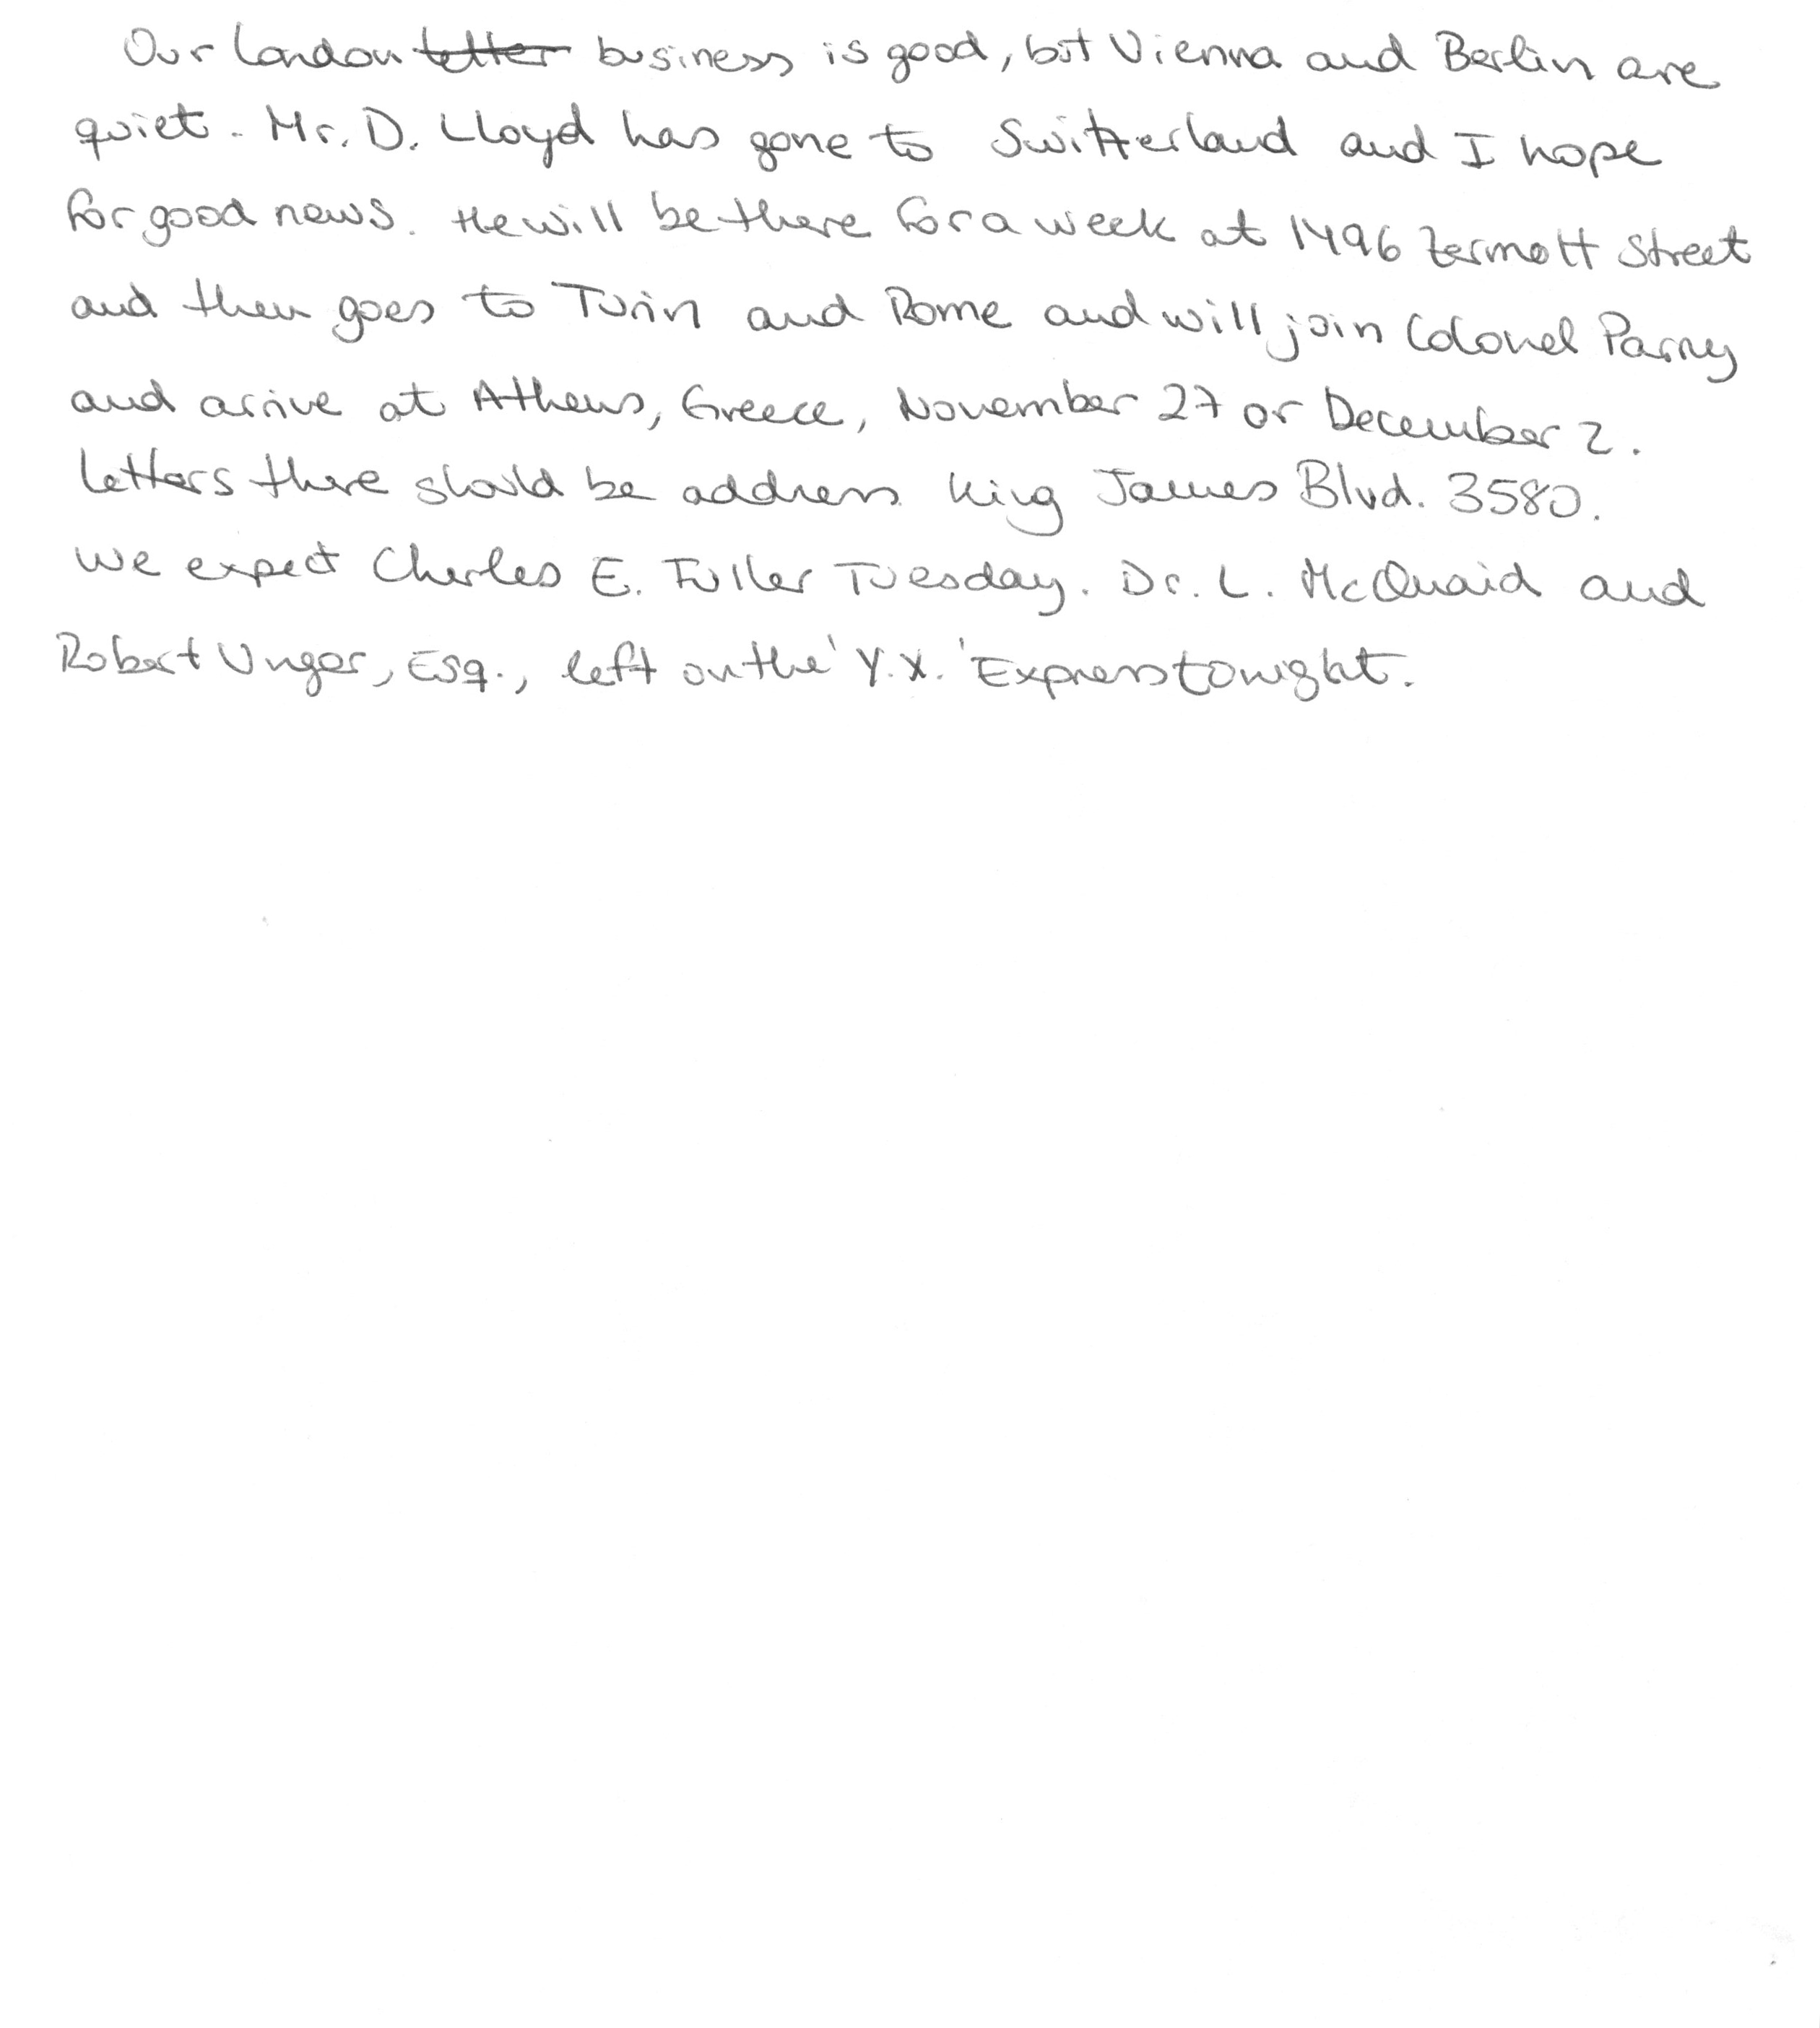 Our London letter business is good, but Vienna and Berlin are
quiet. Mr. D. Lloyd has gone to Switzerland and I hope
for good news. He will be there for a week at 1496 Zermott Street
and then goes to Turin and Rome and will join Colonel Parry
and arrive at Athens, Greece, November 27 or December 2.
Letters there should be address King James Blvd. 3580.
We expect Charles E. Fuller Tuesday. Dr. L. McQuaid and
Robert Unger, Esq., left on the 'Y.X.' Express tonight.